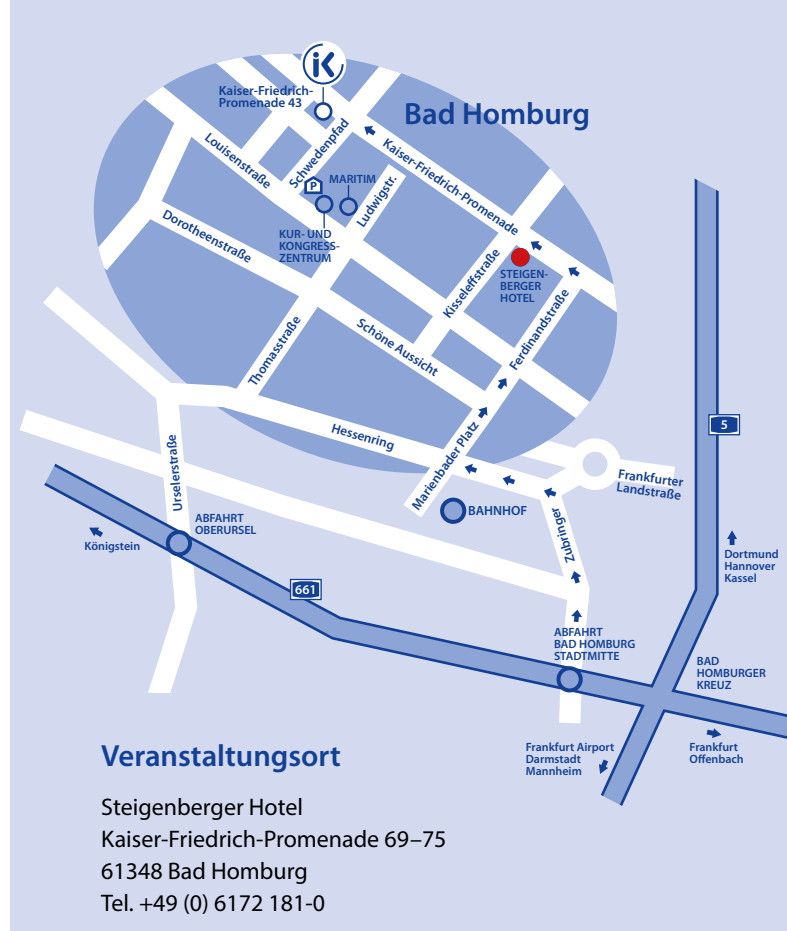 iK
Kaiser-Friedrich-
Promenade 43
Bad Homburg
Louisenstraße
Schwedenpfad
Kaiser-Friedrich-Promenade
P
MARITIM
Ludwigstr.
KUR- UND
KONGRESS-
ZENTRUM
Dorotheenstraße
Kisseleffstraße
STEIGEN-
BERGER
HOTEL
Ferdinandstraße
Thomasstraße
Schöne Aussicht
Hessenring
Marienbader Platz
5
Urselerstraße
Frankfurter
Landstraße
ABFAHRT
OBERURSEL
BAHNHOF
Zubringer
Königstein
Dortmund
Hannover
Kassel
661
ABFAHRT
BAD HOMBURG
STADTMITTE
BAD
HOMBURGER
KREUZ
Frankfurt Airport
Darmstadt
Mannheim
Frankfurt
Offenbach
Veranstaltungsort
Steigenberger Hotel
Kaiser-Friedrich-Promenade 69–75
61348 Bad Homburg
Tel. +49 (0) 6172 181-0